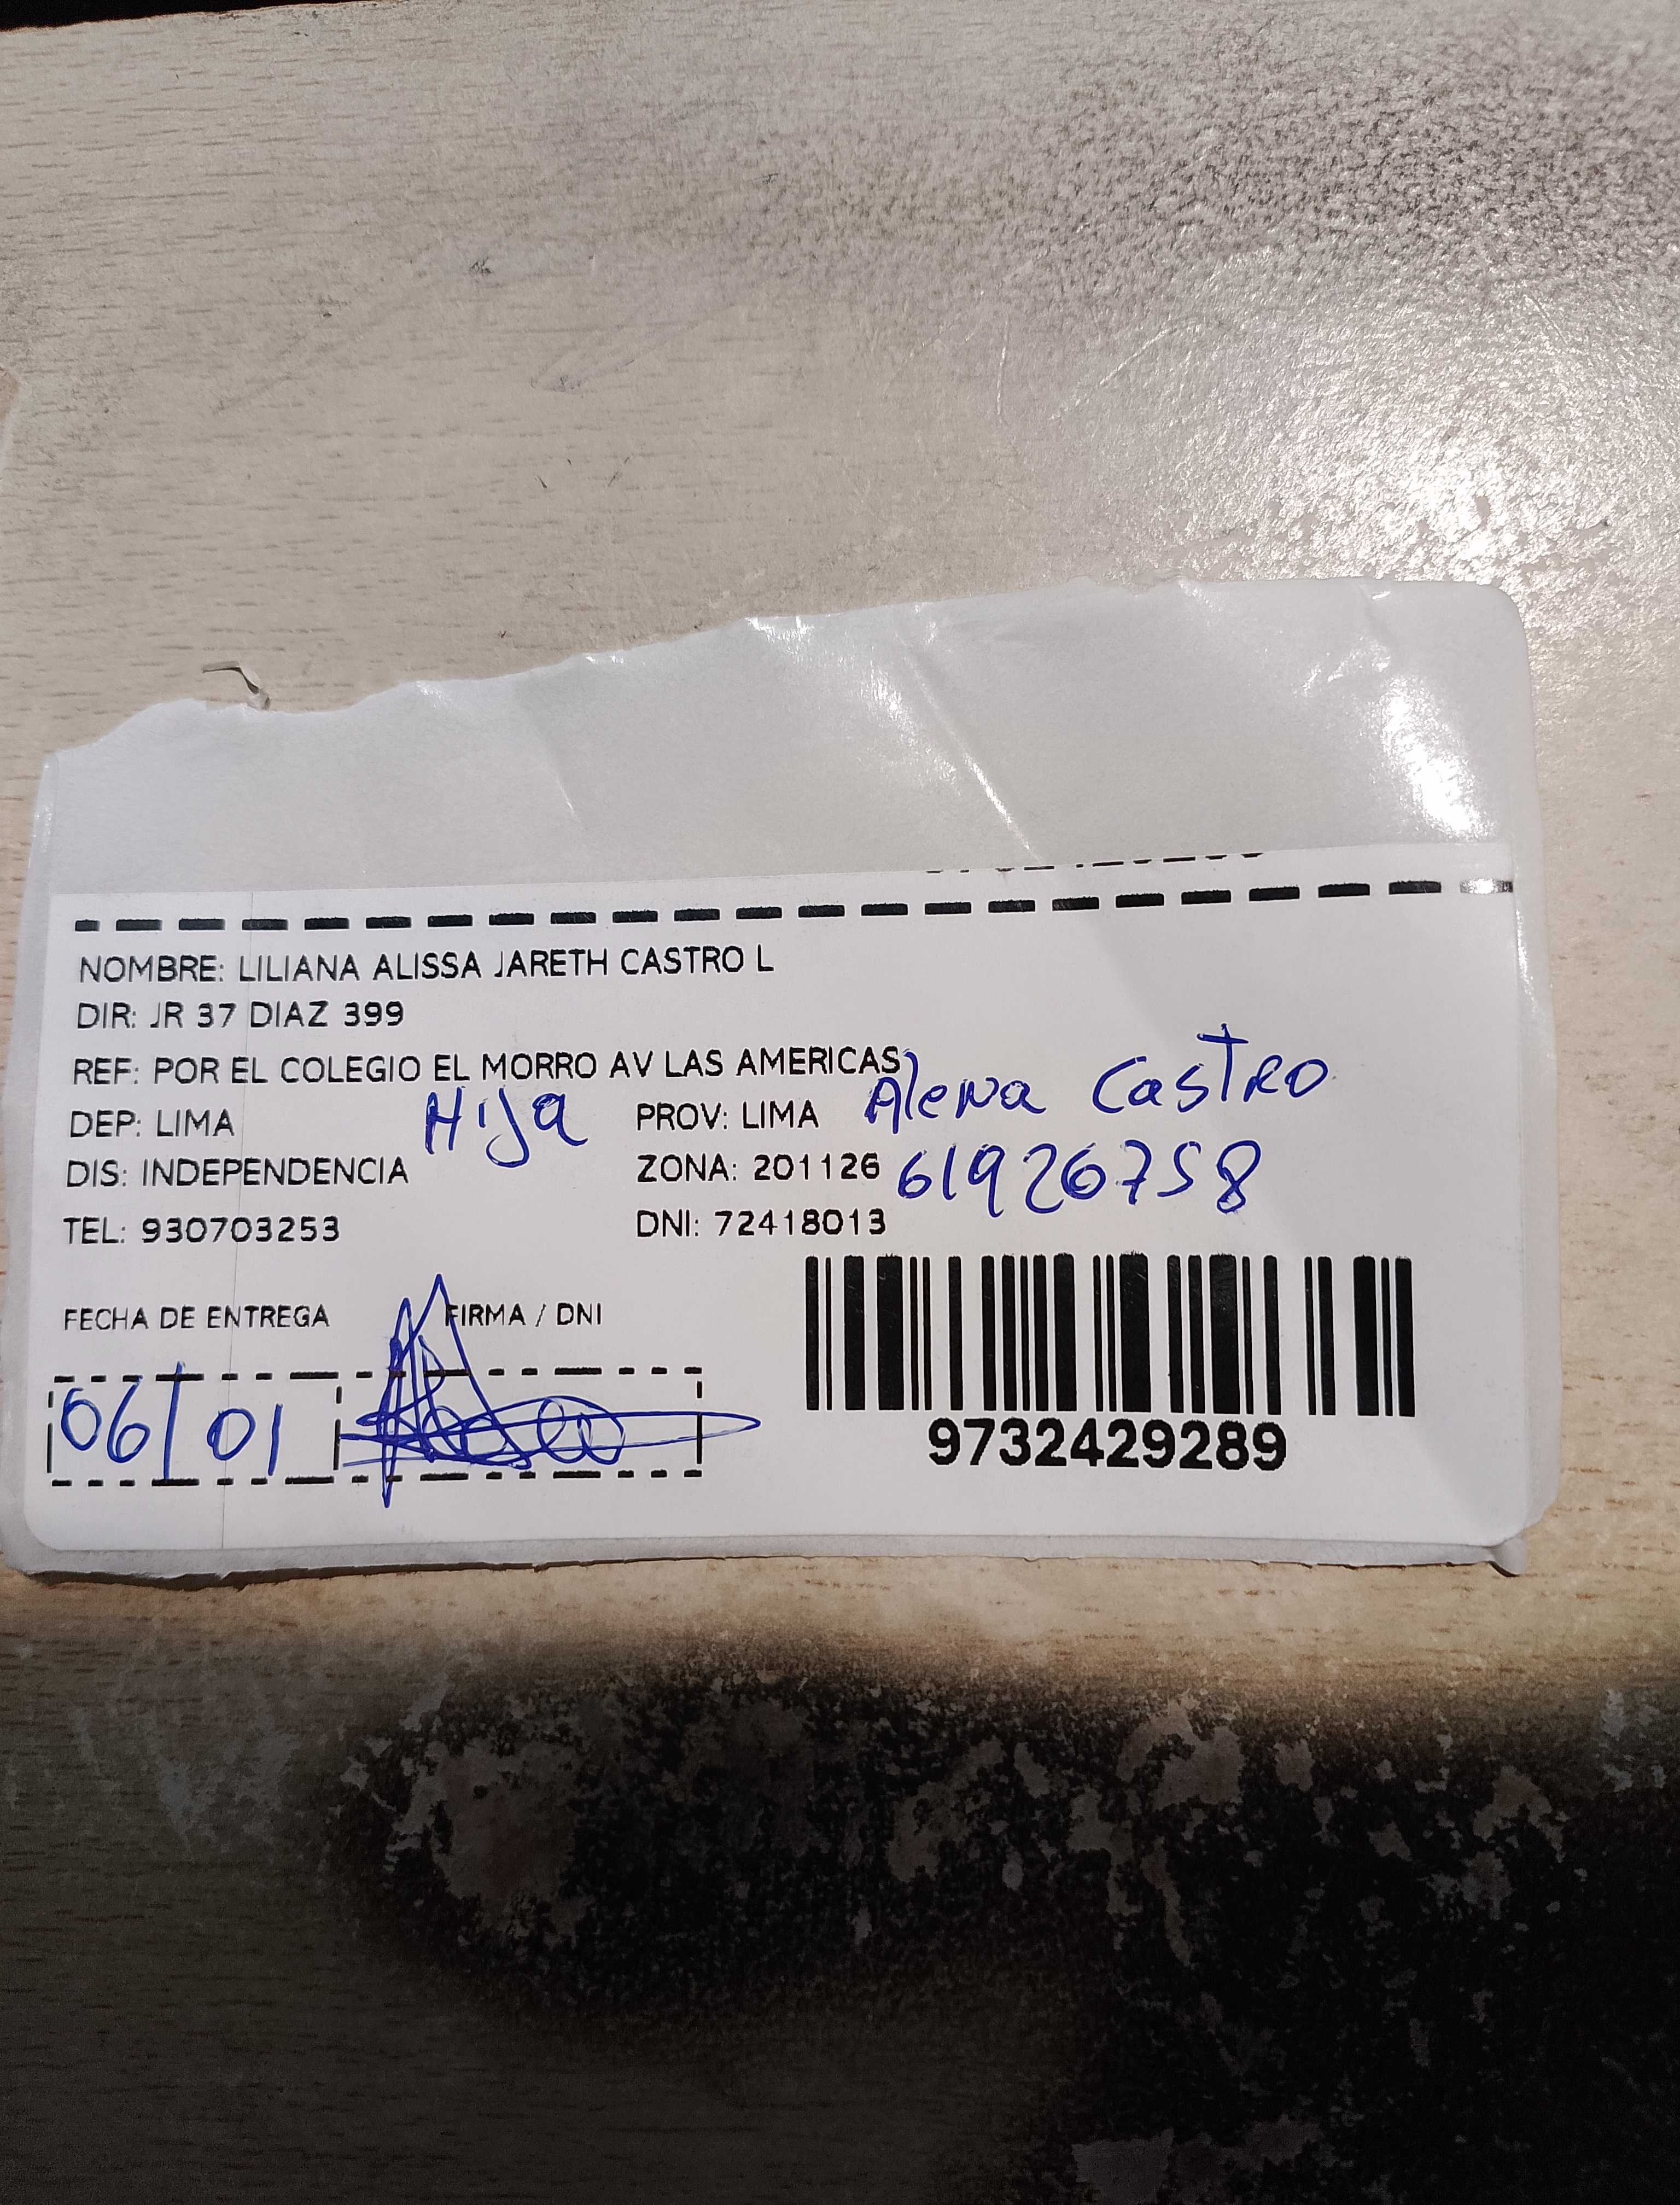 NOMBRE: LILIANA ALISSA JARETH CASTRO L
DIR: JR 37 DIAZ 399
REF: POR EL COLEGIO EL MORRO AV LAS AMERICAS
DEP: LIMA Hija PROV: LIMA Alena Castro
DIS: INDEPENDENCIA ZONA: 201126 61926758
TEL: 930703253 DNI: 72418013
FECHA DE ENTREGA FIRMA / DNI
06/01
9732429289